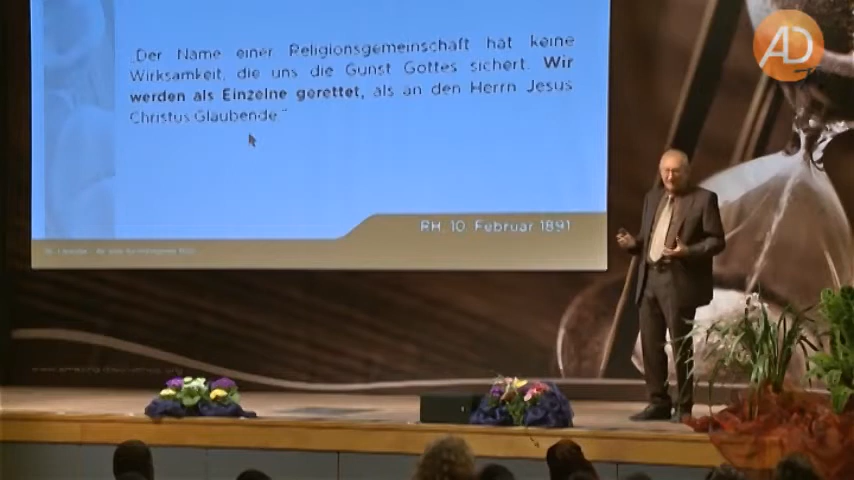 AD
„Der Name einer Religionsgemeinschaft hat keine
Wirksamkeit, die uns die Gunst Gottes sichert. Wir
werden als Einzelne gerettet, als an den Herrn Jesus
Christus Glaubende.“
RH, 10. Februar 1891